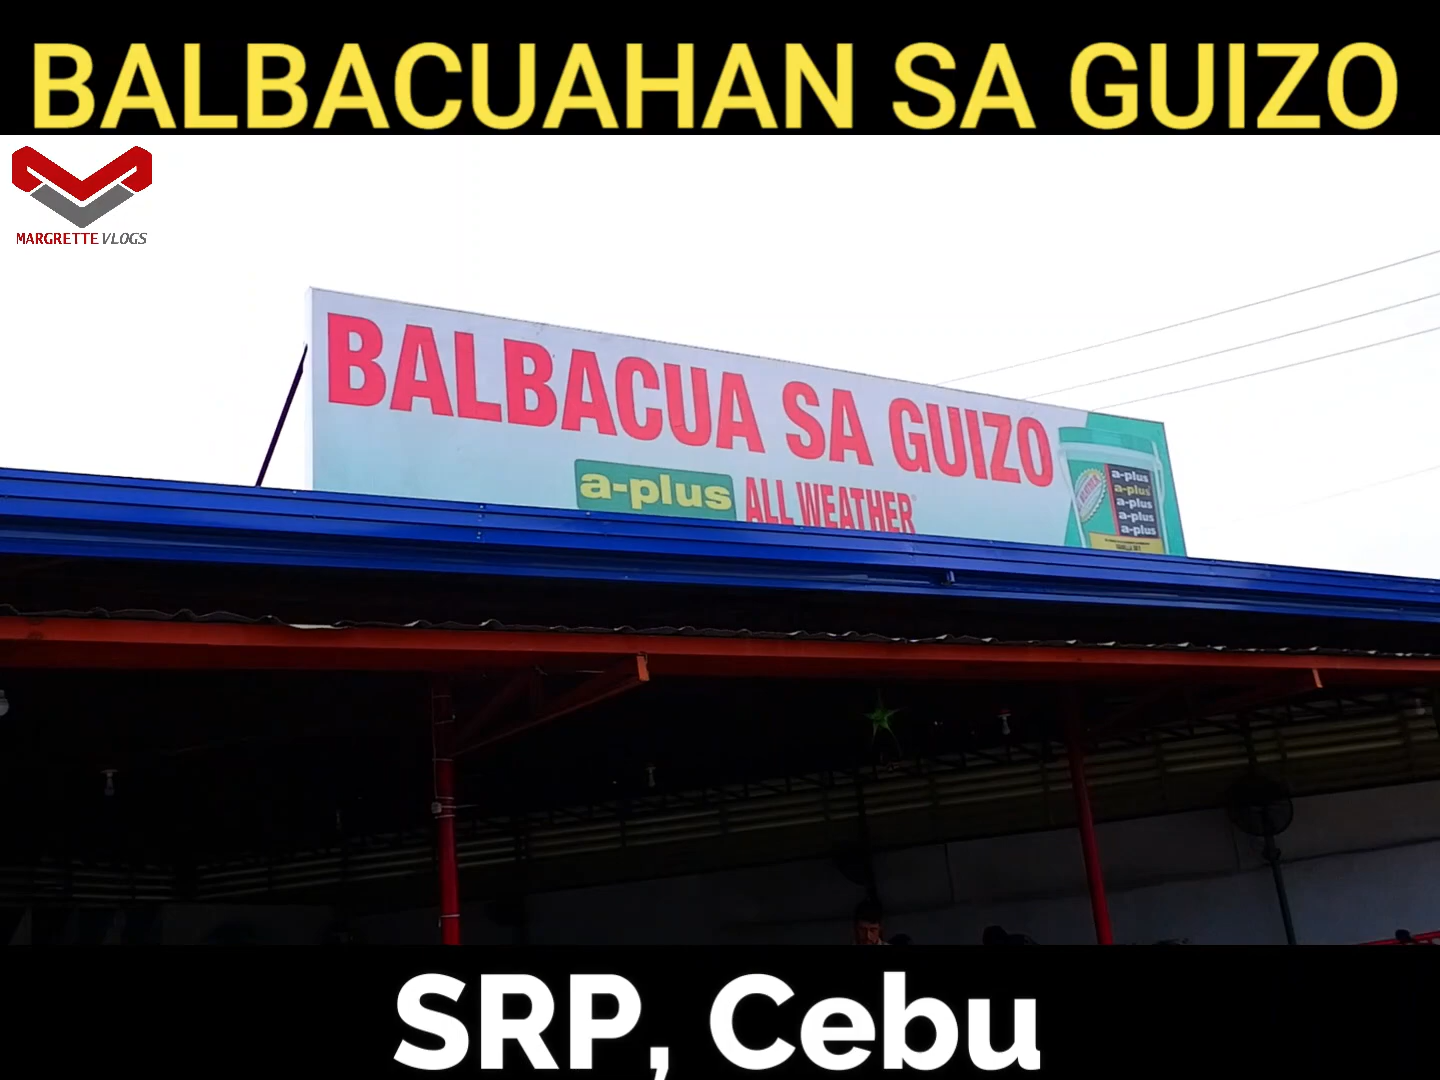 BALBACUAHAN SA GUIZO
MARGRETTE VLOGS
BALBACUA SA GUIZO
a-plus ALL WEATHER
a-plus
a-plus
a-plus
a-plus
a-plus
SRP, Cebu